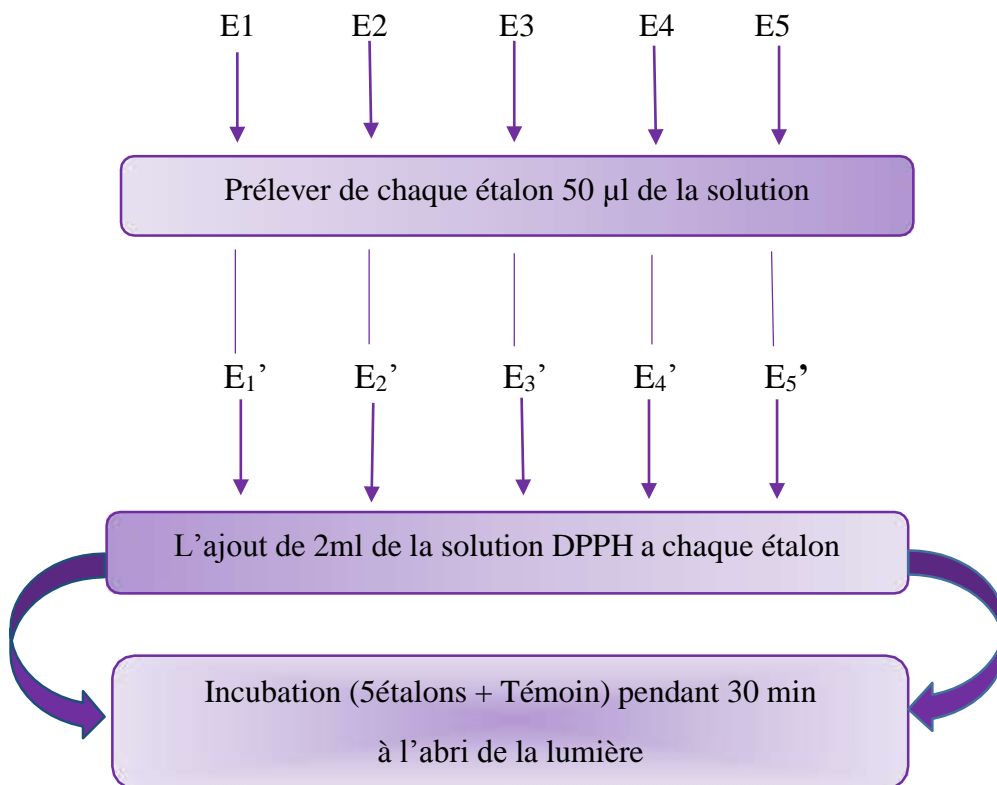 E1 E2 E3 E4 E5
Prélever de chaque étalon 50 µl de la solution
E₁’ E₂’ E₃’ E₄’ E₅’
L’ajout de 2ml de la solution DPPH a chaque étalon
Incubation (5étalons + Témoin) pendant 30 min
à l’abri de la lumière